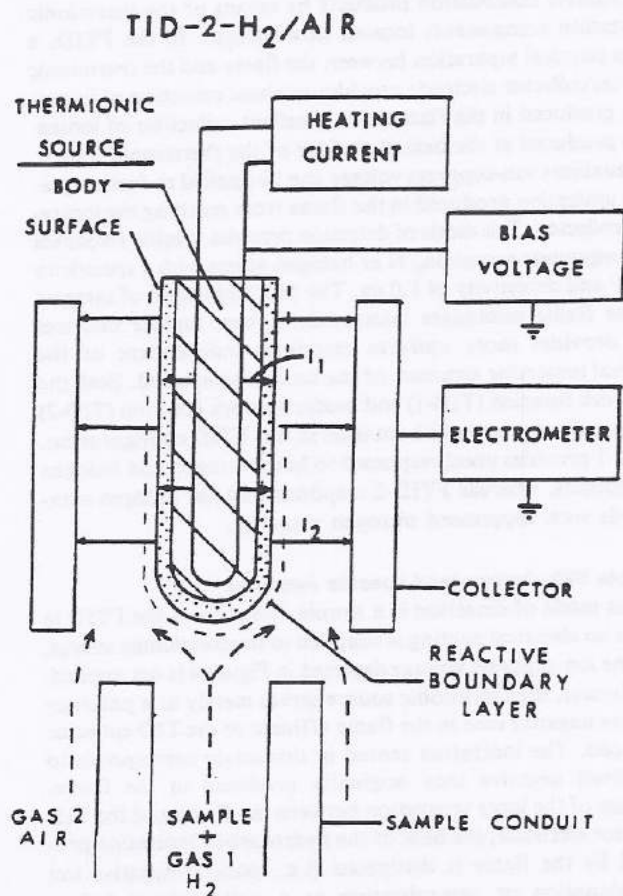 TID-2-H₂/AIR
THERMIONIC
SOURCE
BODY
SURFACE
HEATING
CURRENT
BIAS
VOLTAGE
I₁
ELECTROMETER
I₂
COLLECTOR
REACTIVE
BOUNDARY
LAYER
GAS 2
AIR
SAMPLE
+
GAS 1
H₂
SAMPLE CONDUIT